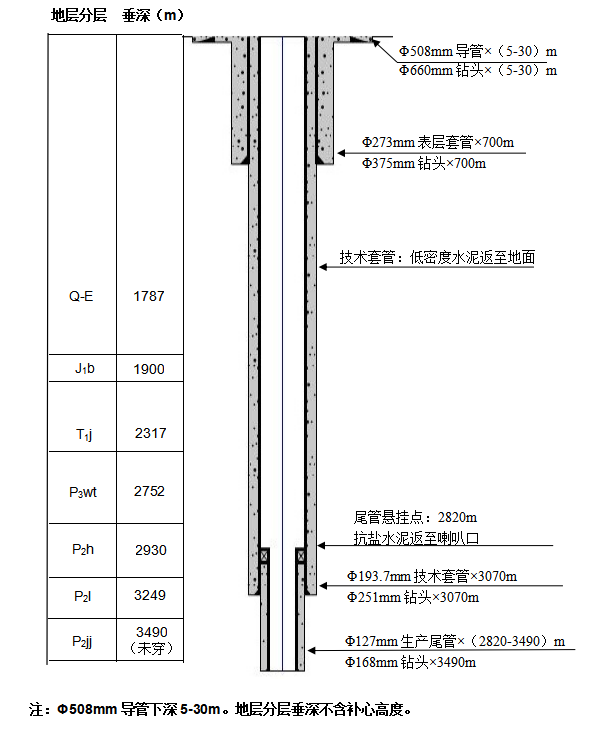 地层分层 垂深（m）
Φ508mm 导管×（5-30）m
Φ660mm 钻头×（5-30）m
Φ273mm 表层套管×700m
Φ375mm 钻头×700m
技术套管：低密度水泥返至地面
Q-E 1787
J₁b 1900
T₁j 2317
P₃wt 2752
尾管悬挂点：2820m
抗盐水泥返至喇叭口
P₂h 2930
Φ193.7mm 技术套管×3070m
Φ251mm 钻头×3070m
P₂l 3249
P₂jj 3490
（未穿）
Φ127mm 生产尾管×（2820-3490）m
Φ168mm 钻头×3490m
注：Φ508mm 导管下深 5-30m。地层分层垂深不含补心高度。